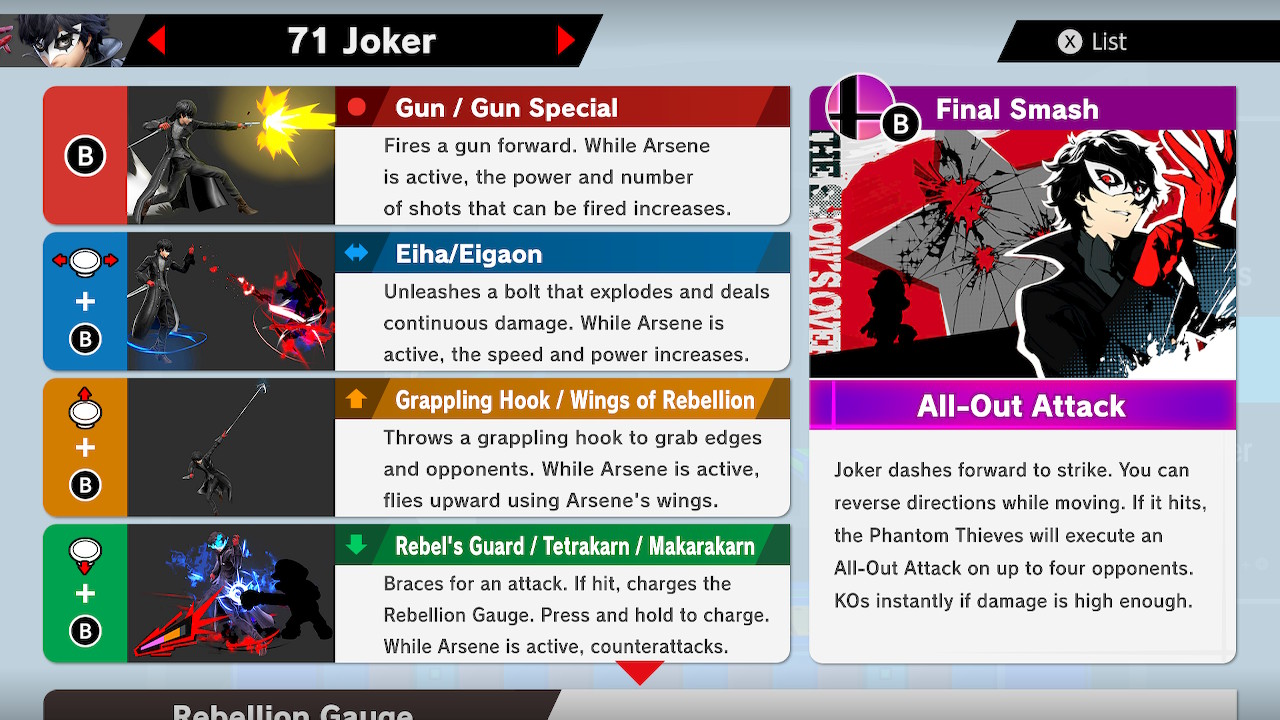 71 Joker
X List
B
Gun / Gun Special
Fires a gun forward. While Arsene
is active, the power and number
of shots that can be fired increases.
+
B
Eiha/Eigaon
Unleashes a bolt that explodes and deals
continuous damage. While Arsene is
active, the speed and power increases.
+
B
Grappling Hook / Wings of Rebellion
Throws a grappling hook to grab edges
and opponents. While Arsene is active,
flies upward using Arsene's wings.
+
B
Rebel's Guard / Tetrakarn / Makarakarn
Braces for an attack. If hit, charges the
Rebellion Gauge. Press and hold to charge.
While Arsene is active, counterattacks.
B
Final Smash
THE SHOW'S OVER
All-Out Attack
Joker dashes forward to strike. You can
reverse directions while moving. If it hits,
the Phantom Thieves will execute an
All-Out Attack on up to four opponents.
KOs instantly if damage is high enough.
Rebellion Gauge